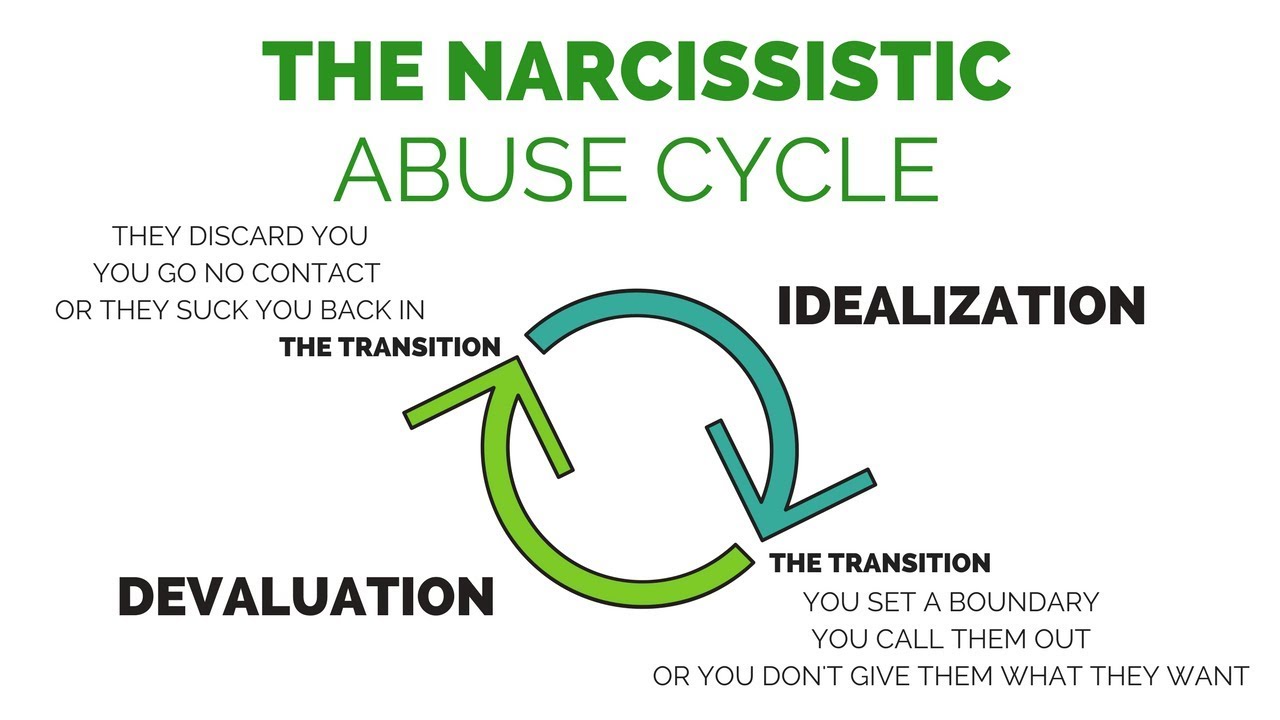 THE NARCISSISTIC
ABUSE CYCLE
THEY DISCARD YOU
YOU GO NO CONTACT
OR THEY SUCK YOU BACK IN
THE TRANSITION
IDEALIZATION
DEVALUATION
THE TRANSITION
YOU SET A BOUNDARY
YOU CALL THEM OUT
OR YOU DON'T GIVE THEM WHAT THEY WANT